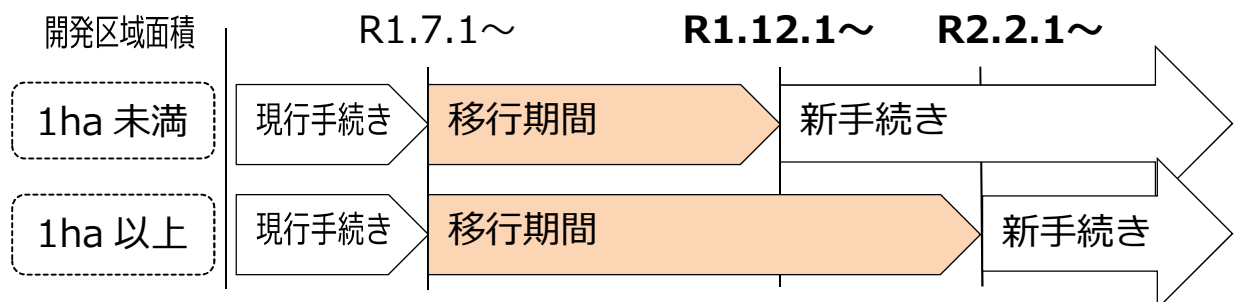 開発区域面積 R1.7.1～ R1.12.1～ R2.2.1～
1ha 未満 現行手続き 移行期間 新手続き
1ha 以上 現行手続き 移行期間 新手続き